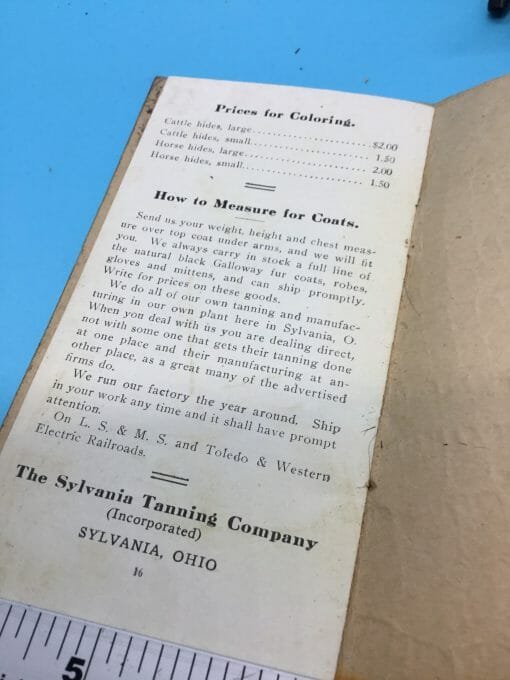 Prices for Coloring.
Cattle hides, large......................$2.00
Cattle hides, small...................... 1.50
Horse hides, large....................... 2.00
Horse hides, small....................... 1.50
How to Measure for Coats.
Send us your weight, height and chest meas-
ure over top coat under arms, and we will fit
you. We always carry in stock a full line of
the natural black Galloway fur coats, robes,
gloves and mittens, and can ship promptly.
Write for prices on these goods.
We do all of our own tanning and manufac-
turing in our own plant here in Sylvania, O.
When you deal with us you are dealing direct,
not with some one that gets their tanning done
at one place and their manufacturing at an-
other place, as a great many of the advertised
firms do.
We run our factory the year around. Ship
in your work any time and it shall have prompt
attention.
On L. S. & M. S. and Toledo & Western
Electric Railroads.
The Sylvania Tanning Company
(Incorporated)
SYLVANIA, OHIO
16
5